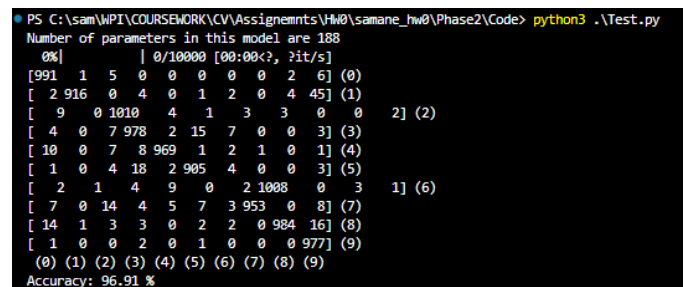 PS C:\sam\WPI\COURSEWORK\CV\Assignemnts\HW0\samane_hw0\Phase2\Code> python3 .\Test.py
Number of parameters in this model are 188
  0%|          | 0/10000 [00:00<?, ?it/s]
[991   1   5   0   0   0   0   0   2   6] (0)
[  2 916   0   4   0   1   2   0   4  45] (1)
[   9    0 1010    4    1    3    3    0    0    2] (2)
[  4   0   7 978   2  15   7   0   0   3] (3)
[ 10   0   7   8 969   1   2   1   0   1] (4)
[  1   0   4  18   2 905   4   0   0   3] (5)
[   2    1    4    9    0    2 1008    0    3    1] (6)
[  7   0  14   4   5   7   3 953   0   8] (7)
[ 14   1   3   3   0   2   2   0 984  16] (8)
[  1   0   0   2   0   1   0   0   0 977] (9)
 (0) (1) (2) (3) (4) (5) (6) (7) (8) (9)
Accuracy: 96.91 %